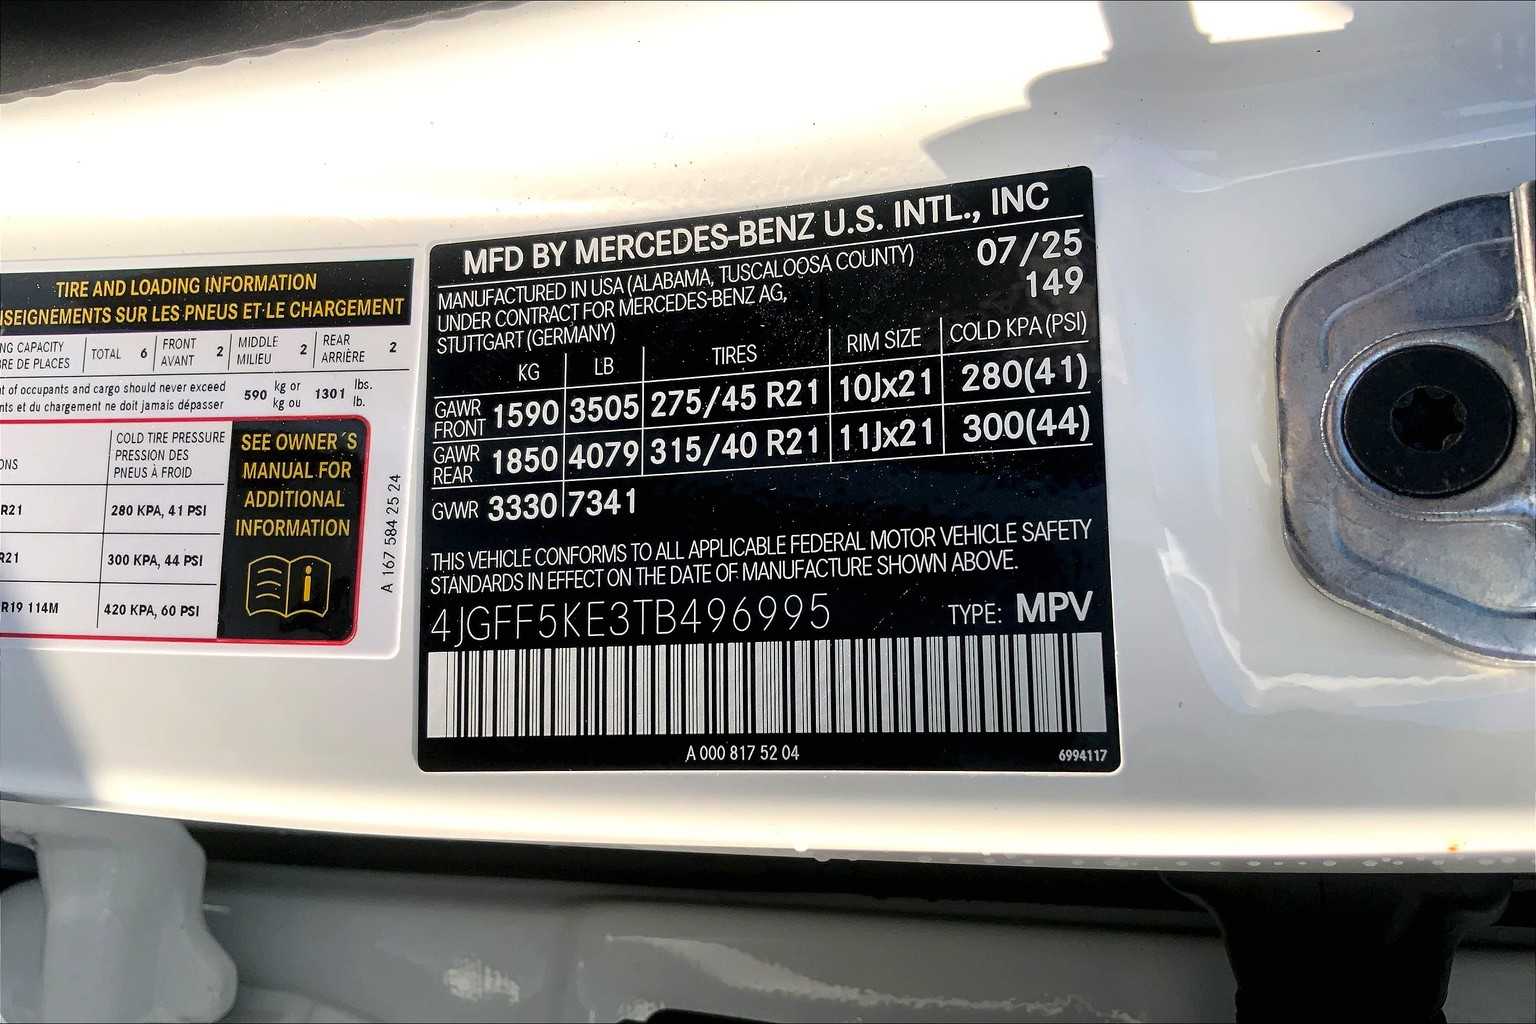 TIRE AND LOADING INFORMATION
NSEIGNEMENTS SUR LES PNEUS ET LE CHARGEMENT
NG CAPACITY
BRE DE PLACES
TOTAL 6
FRONT
AVANT 2
MIDDLE
MILIEU 2
REAR
ARRIÈRE 2
t of occupants and cargo should never exceed
nts et du chargement ne doit jamais dépasser
590 kg or
kg ou
1301 lbs.
lb.
ONS
COLD TIRE PRESSURE
PRESSION DES
PNEUS À FROID
R21 280 KPA, 41 PSI
R21 300 KPA, 44 PSI
R19 114M 420 KPA, 60 PSI
SEE OWNER´S
MANUAL FOR
ADDITIONAL
INFORMATION
A 167 584 25 24
MFD BY MERCEDES-BENZ U.S. INTL., INC
MANUFACTURED IN USA (ALABAMA, TUSCALOOSA COUNTY)
UNDER CONTRACT FOR MERCEDES-BENZ AG,
STUTTGART (GERMANY)
07/25
149
KG LB TIRES RIM SIZE COLD KPA (PSI)
GAWR
FRONT 1590 3505 275/45 R21 10Jx21 280(41)
GAWR
REAR 1850 4079 315/40 R21 11Jx21 300(44)
GVWR 3330 7341
THIS VEHICLE CONFORMS TO ALL APPLICABLE FEDERAL MOTOR VEHICLE SAFETY
STANDARDS IN EFFECT ON THE DATE OF MANUFACTURE SHOWN ABOVE.
4JGFF5KE3TB496995 TYPE: MPV
A 000 817 52 04
6994117